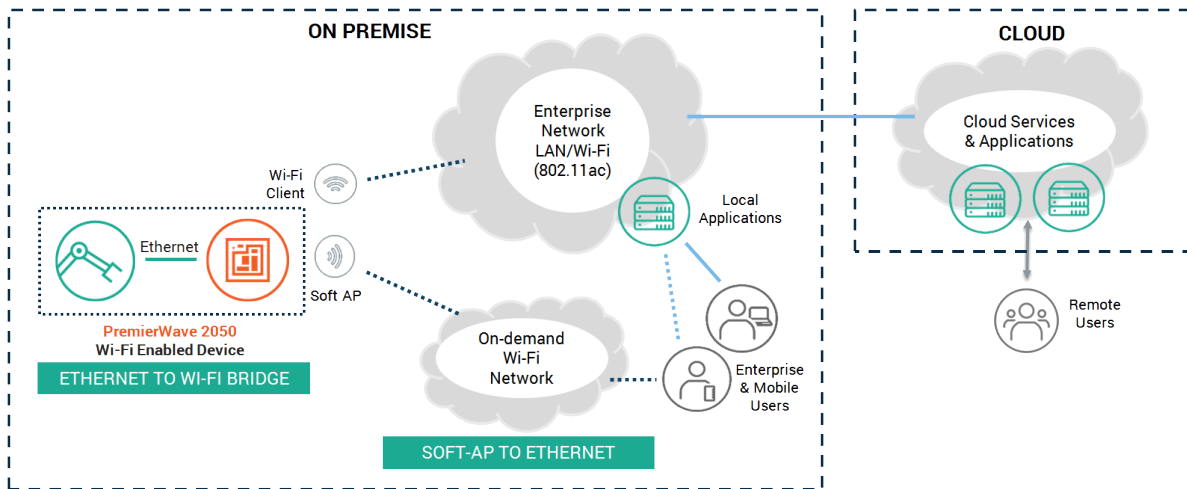 ON PREMISE
CLOUD
Enterprise
Network
LAN/Wi-Fi
(802.11ac)
Cloud Services
& Applications
Wi-Fi
Client
Local
Applications
Ethernet
Soft AP
Remote
Users
PremierWave 2050
Wi-Fi Enabled Device
ETHERNET TO WI-FI BRIDGE
On-demand
Wi-Fi
Network
Enterprise
& Mobile
Users
SOFT-AP TO ETHERNET